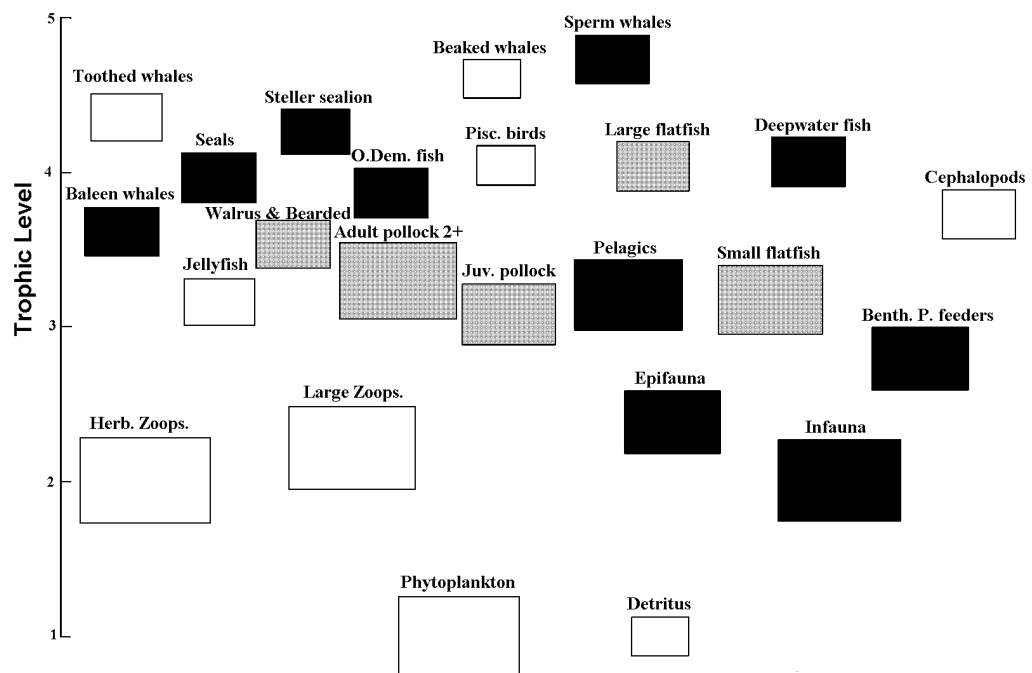 5
Sperm whales
Beaked whales
Toothed whales
Steller sealion
Deepwater fish
Large flatfish
Pisc. birds
Seals
4
O.Dem. fish
Cephalopods
Baleen whales
Walrus & Bearded
Adult pollock 2+
Pelagics
Small flatfish
Jellyfish
Juv. pollock
Trophic Level
3
Benth. P. feeders
Epifauna
Large Zoops.
Herb. Zoops.
Infauna
2
Phytoplankton
Detritus
1